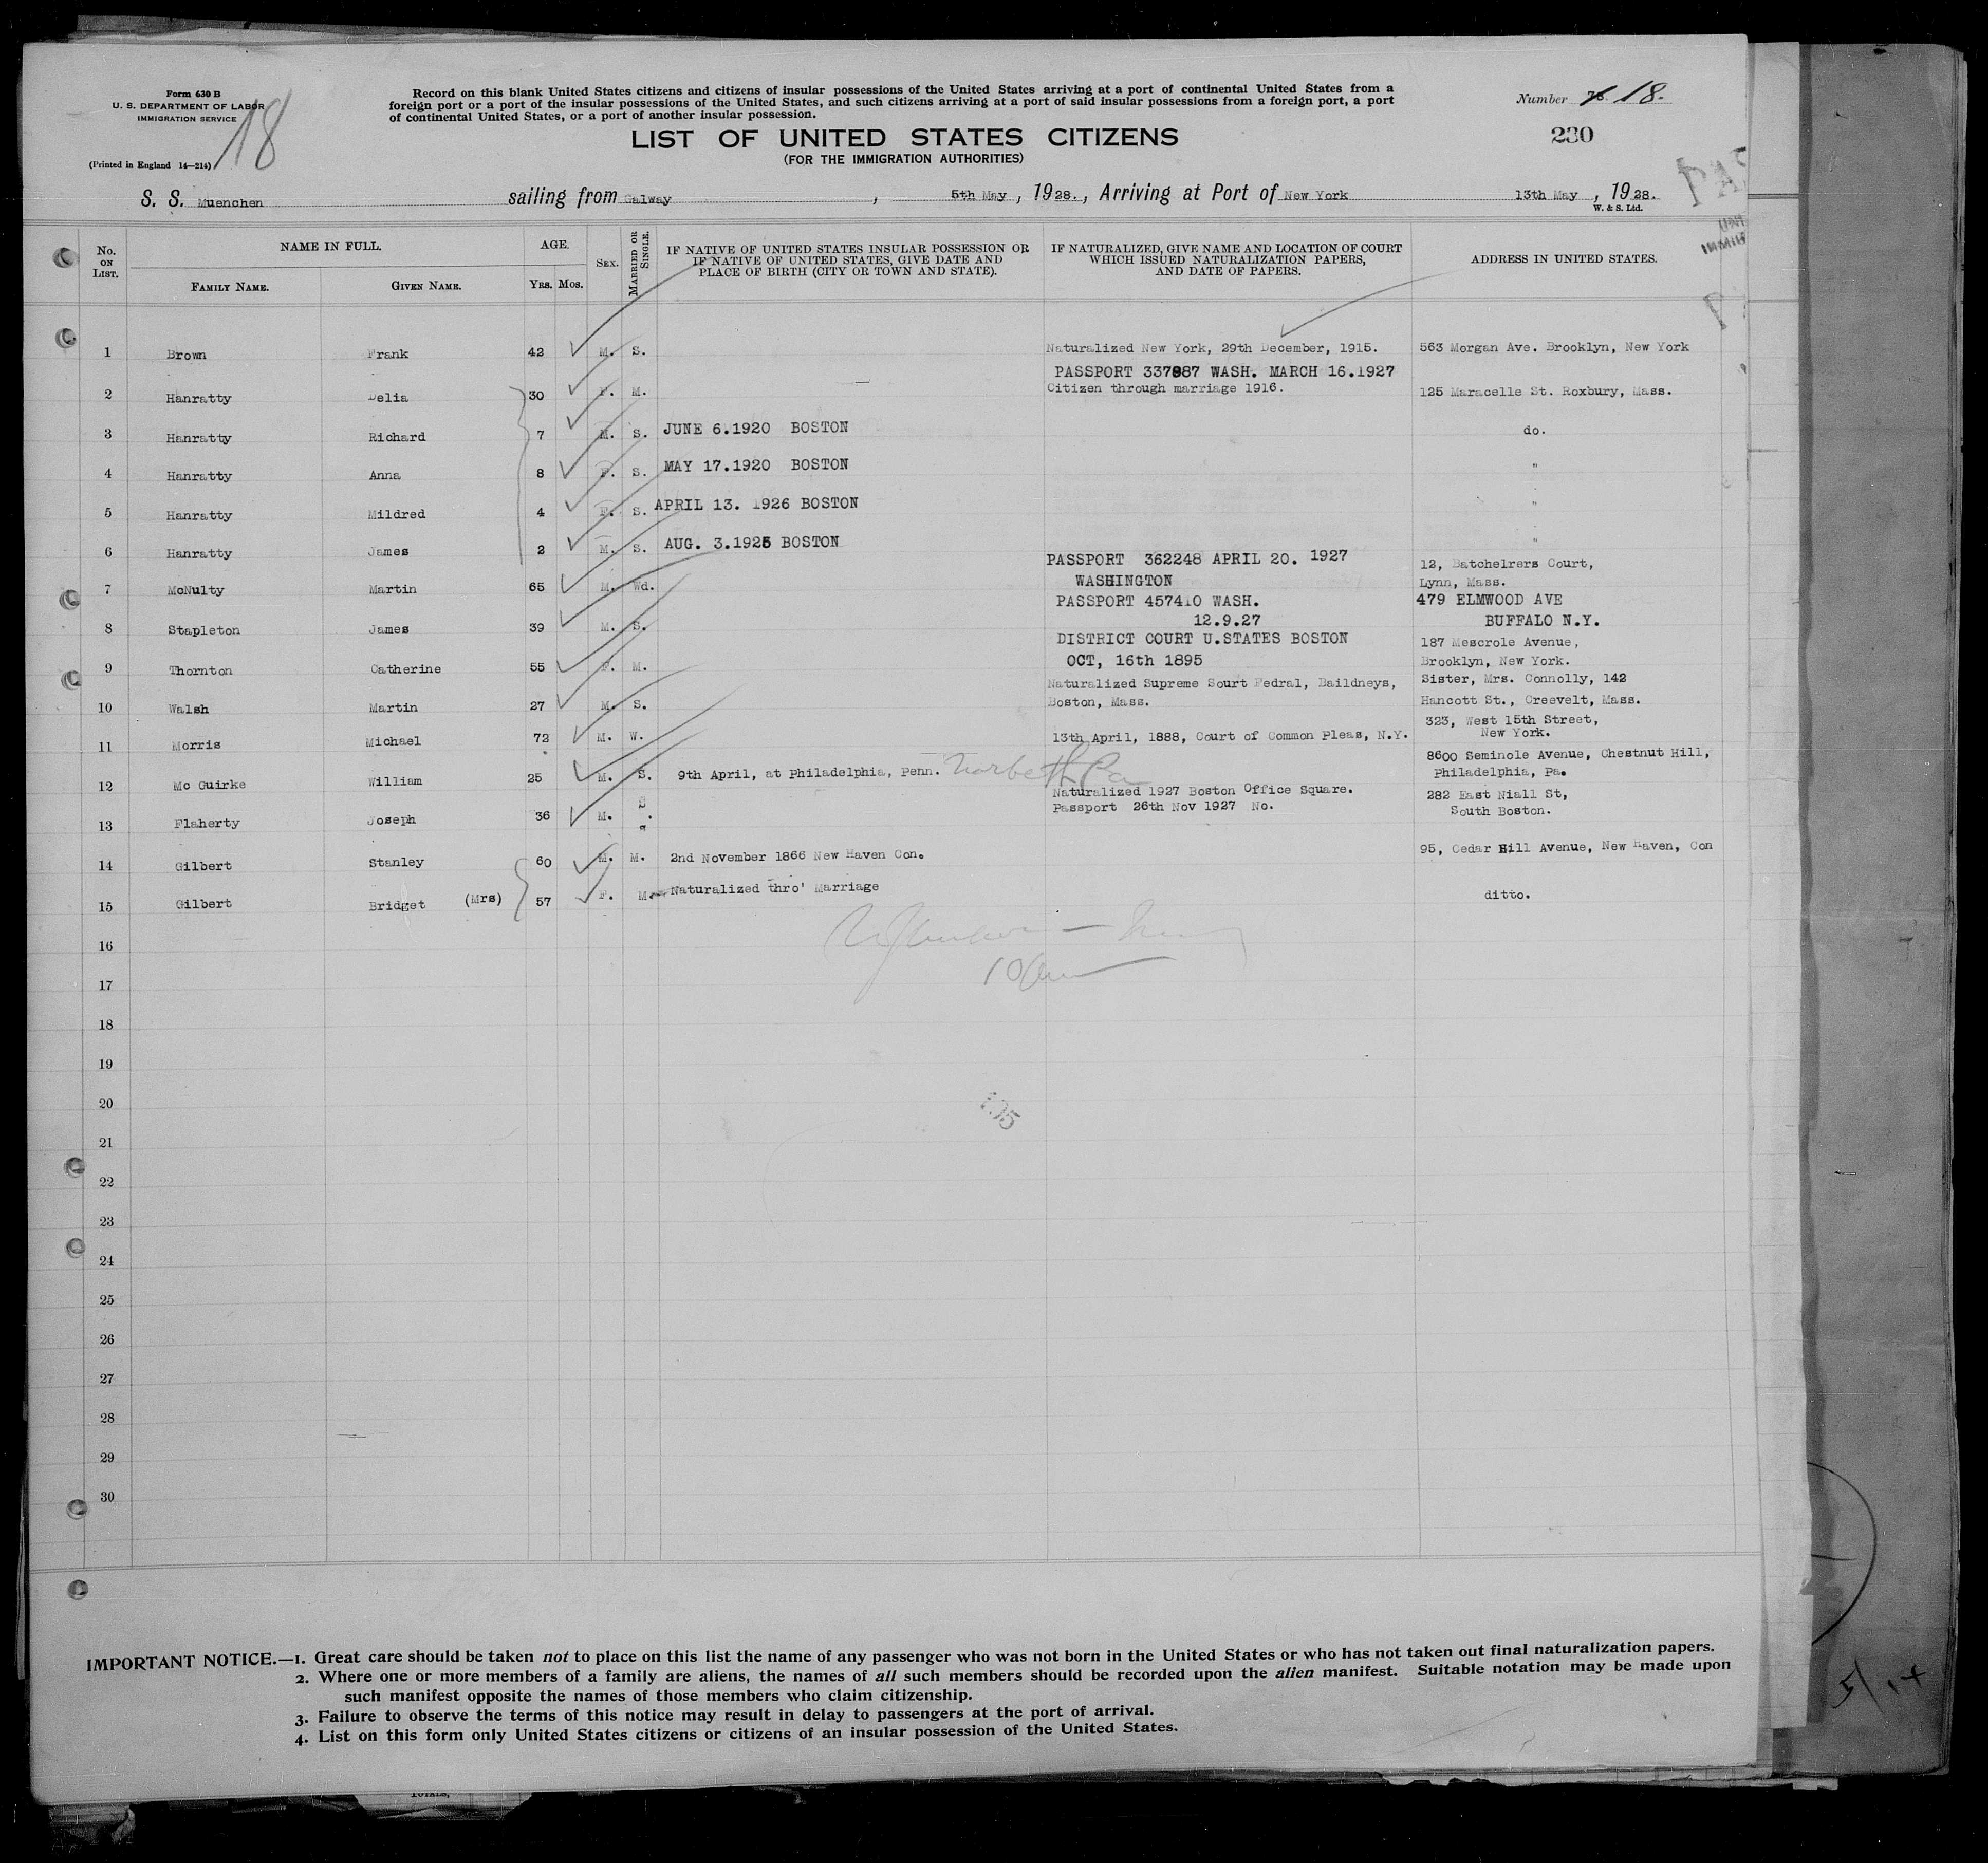 Form 630 B
U. S. DEPARTMENT OF LABOR
IMMIGRATION SERVICE
18
(Printed in England 14—214)
Record on this blank United States citizens and citizens of insular possessions of the United States arriving at a port of continental United States from a
foreign port or a port of the insular possessions of the United States, and such citizens arriving at a port of said insular possessions from a foreign port, a port
of continental United States, or a port of another insular possession.
Number 18.
230
LIST OF UNITED STATES CITIZENS
(FOR THE IMMIGRATION AUTHORITIES)
S. S. Muenchen sailing from Galway, 5th May, 1928., Arriving at Port of New York 13th May, 1928.
W. & S. Ltd.
No. ON LIST. NAME IN FULL. FAMILY NAME. GIVEN NAME. AGE. YRS. MOS. SEX. MARRIED OR SINGLE. IF NATIVE OF UNITED STATES INSULAR POSSESSION OR IF NATIVE OF UNITED STATES, GIVE DATE AND PLACE OF BIRTH (CITY OR TOWN AND STATE). IF NATURALIZED, GIVE NAME AND LOCATION OF COURT WHICH ISSUED NATURALIZATION PAPERS, AND DATE OF PAPERS. ADDRESS IN UNITED STATES.
1 Brown Frank 42 M. S. Naturalized New York, 29th December, 1915. 563 Morgan Ave. Brooklyn, New York
PASSPORT 337887 WASH. MARCH 16.1927
2 Hanratty Delia 30 F. M. Citizen through marriage 1916. 125 Maracelle St. Roxbury, Mass.
3 Hanratty Richard 7 M. S. JUNE 6.1920 BOSTON do.
4 Hanratty Anna 8 F. S. MAY 17.1920 BOSTON "
5 Hanratty Mildred 4 F. S. APRIL 13. 1926 BOSTON "
6 Hanratty James 2 M. S. AUG. 3.1925 BOSTON "
7 McNulty Martin 65 M. Wd. PASSPORT 362248 APRIL 20. 1927 WASHINGTON 12, Batchelrers Court, Lynn, Mass.
8 Stapleton James 39 M. S. PASSPORT 457410 WASH. 12.9.27 479 ELMWOOD AVE BUFFALO N.Y.
9 Thornton Catherine 55 F. M. DISTRICT COURT U.STATES BOSTON OCT, 16th 1895 187 Mescrole Avenue, Brooklyn, New York.
10 Walsh Martin 27 M. S. Naturalized Supreme Sourt Fedral, Baildneys, Boston, Mass. Sister, Mrs. Connolly, 142 Hancott St., Creevelt, Mass.
11 Morris Michael 72 M. W. 13th April, 1888, Court of Common Pleas, N.Y. 323, West 15th Street, New York.
12 Mc Guirke William 25 M. S. 9th April, at Philadelphia, Penn. Narbeth Pa 8600 Seminole Avenue, Chestnut Hill, Philadelphia, Pa.
13 Flaherty Joseph 36 M. S. Naturalized 1927 Boston Office Square. Passport 26th Nov 1927 No. 282 East Niall St, South Boston.
14 Gilbert Stanley 60 M. M. 2nd November 1866 New Haven Con. 95, Cedar Hill Avenue, New Haven, Con
15 Gilbert Bridget (Mrs) 57 F. M. Naturalized thro' Marriage ditto.
16
17
18
19
20
21
22
23
24
25
26
27
28
29
30
IMPORTANT NOTICE.—1. Great care should be taken not to place on this list the name of any passenger who was not born in the United States or who has not taken out final naturalization papers.
2. Where one or more members of a family are aliens, the names of all such members should be recorded upon the alien manifest. Suitable notation may be made upon
such manifest opposite the names of those members who claim citizenship.
3. Failure to observe the terms of this notice may result in delay to passengers at the port of arrival.
4. List on this form only United States citizens or citizens of an insular possession of the United States.
TOTALS,